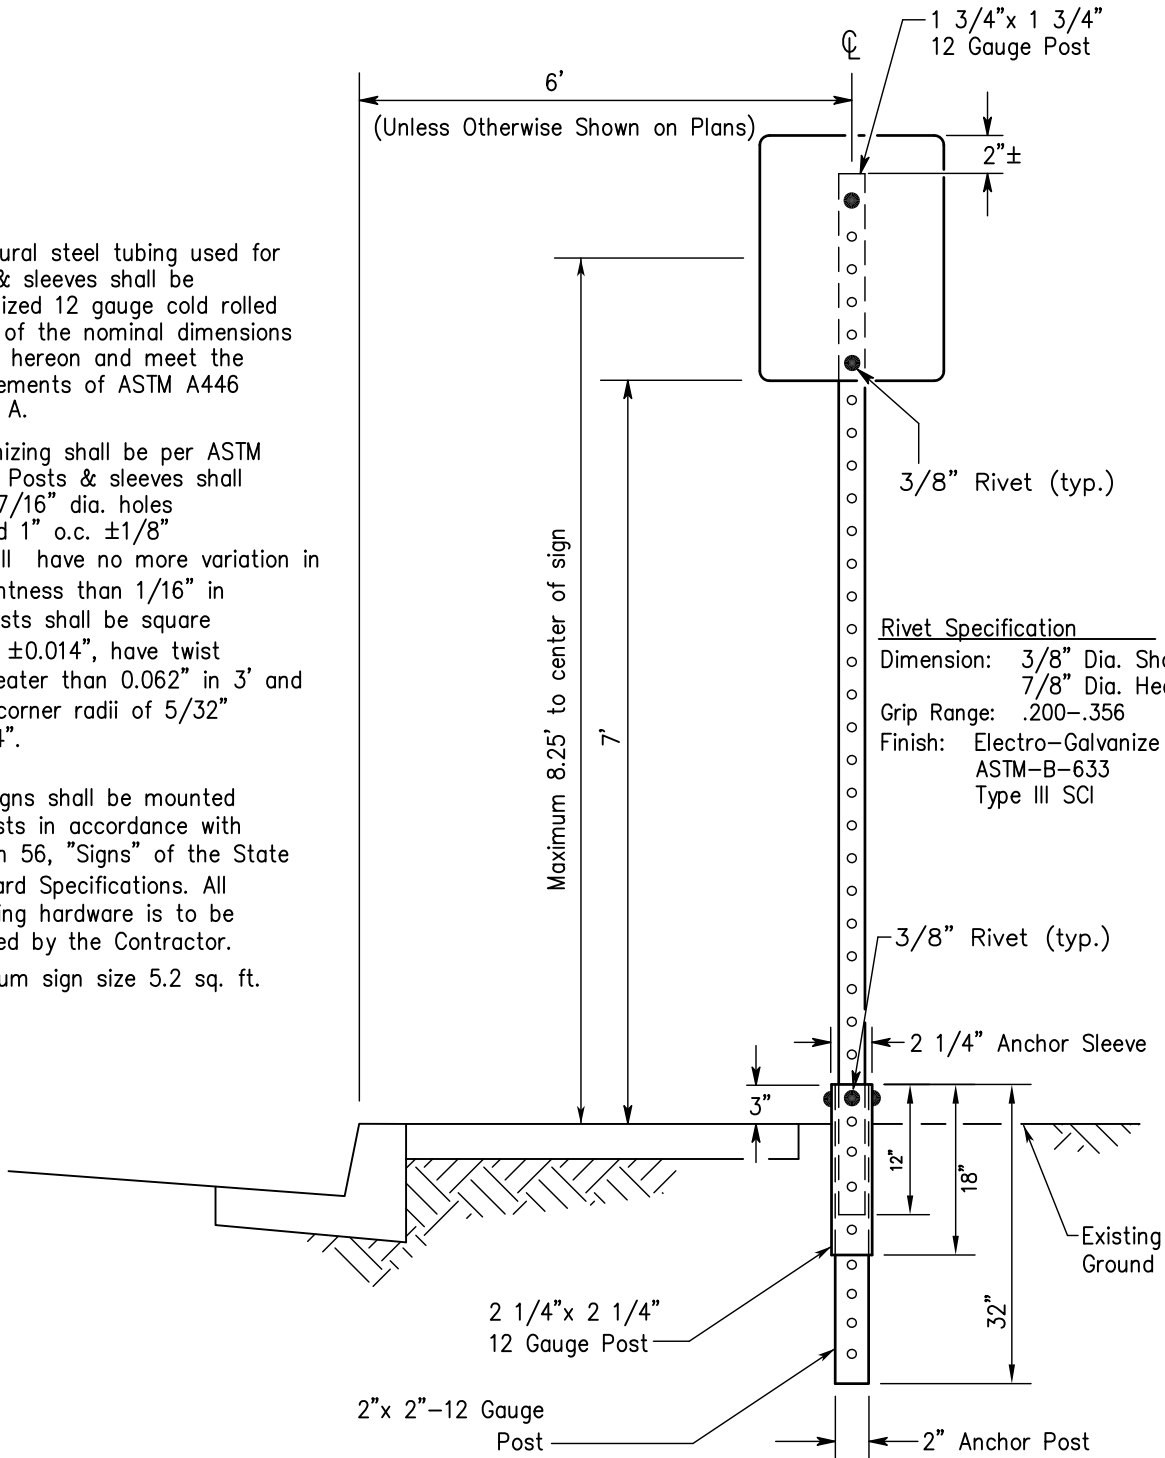 1 3/4"x 1 3/4"
12 Gauge Post
℄
6'
(Unless Otherwise Shown on Plans)
2"±
ural steel tubing used for
& sleeves shall be
ized 12 gauge cold rolled
of the nominal dimensions
hereon and meet the
ements of ASTM A446
A.
nizing shall be per ASTM
Posts & sleeves shall
7/16" dia. holes
d 1" o.c. ±1/8"
ll have no more variation in
ntness than 1/16" in
sts shall be square
±0.014", have twist
eater than 0.062" in 3' and
corner radii of 5/32"
4".
igns shall be mounted
sts in accordance with
n 56, "Signs" of the State
ard Specifications. All
ing hardware is to be
ed by the Contractor.
um sign size 5.2 sq. ft.
Maximum 8.25' to center of sign
7'
3/8" Rivet (typ.)
Rivet Specification
Dimension: 3/8" Dia. Sha
7/8" Dia. Hea
Grip Range: .200-.356
Finish: Electro-Galvanize
ASTM-B-633
Type III SCI
3/8" Rivet (typ.)
2 1/4" Anchor Sleeve
3"
12"
18"
32"
Existing
Ground
2 1/4"x 2 1/4"
12 Gauge Post
2"x 2"-12 Gauge
Post
2" Anchor Post